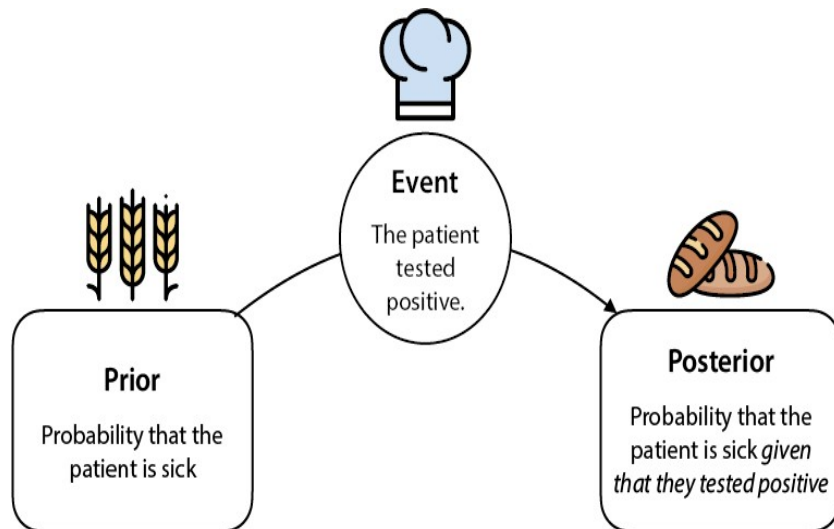 Event
The patient
tested
positive.
Prior
Probability that the
patient is sick
Posterior
Probability that the
patient is sick given
that they tested positive